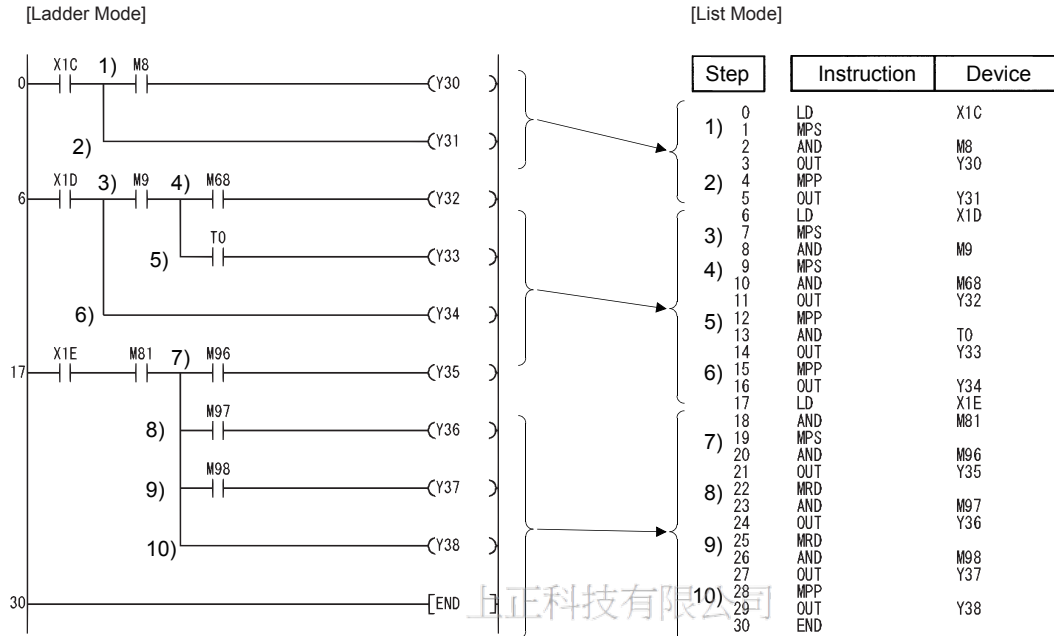 [Ladder Mode]
[List Mode]
X1C 1) M8
0 Y30
2) Y31
X1D 3) M9 4) M68
6 Y32
T0
5) Y33
6) Y34
X1E M81 7) M96
17 Y35
M97
8) Y36
M98
9) Y37
10) Y38
30 END
Step Instruction Device
0 LD X1C
1) 1 MPS
2 AND M8
3 OUT Y30
2) 4 MPP
5 OUT Y31
6 LD X1D
3) 7 MPS
8 AND M9
4) 9 MPS
10 AND M68
11 OUT Y32
5) 12 MPP
13 AND T0
14 OUT Y33
6) 15 MPP
16 OUT Y34
17 LD X1E
18 AND M81
7) 19 MPS
20 AND M96
21 OUT Y35
8) 22 MRD
23 AND M97
24 OUT Y36
9) 25 MRD
26 AND M98
27 OUT Y37
10) 28 MPP
29 OUT Y38
30 END
上正科技有限公司